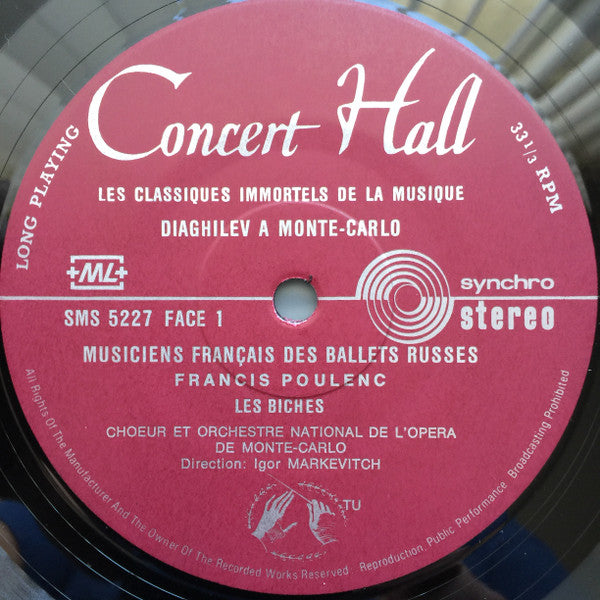 Concert Hall
LONG PLAYING
33 1/3 RPM
LES CLASSIQUES IMMORTELS DE LA MUSIQUE
DIAGHILEV A MONTE-CARLO
+ML+
synchro
stereo
SMS 5227 FACE 1
MUSICIENS FRANÇAIS DES BALLETS RUSSES
FRANCIS POULENC
LES BICHES
CHOEUR ET ORCHESTRE NATIONAL DE L'OPERA
DE MONTE-CARLO
Direction: Igor MARKEVITCH
TU
All Rights Of The Manufacturer And The Owner Of The Recorded Works Reserved. Reproduction, Public Performance, Broadcasting Prohibited